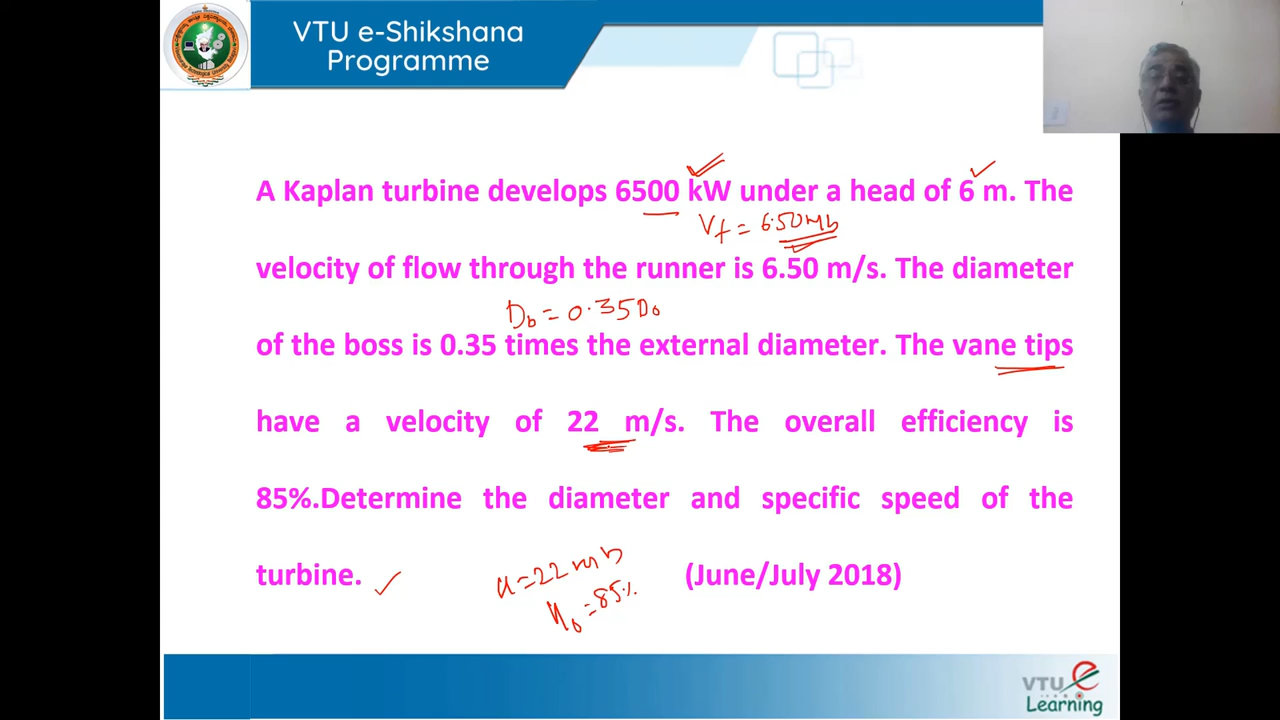 VTU e-Shikshana
Programme
A Kaplan turbine develops 6500 kW under a head of 6 m. The
Vf = 6.50 m/s
velocity of flow through the runner is 6.50 m/s. The diameter
Db = 0.35D0
of the boss is 0.35 times the external diameter. The vane tips
have a velocity of 22 m/s. The overall efficiency is
85%.Determine the diameter and specific speed of the
turbine.
(June/July 2018)
u=22 m/s
η0 = 85%
VTU e
Learning